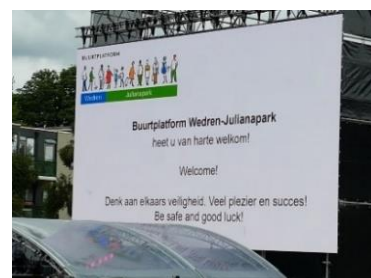 BUURTPLATFORM
Wedren Julianapark
Buurtplatform Wedren-Julianapark
heet u van harte welkom!
Welcome!
Denk aan elkaars veiligheid. Veel plezier en succes!
Be safe and good luck!